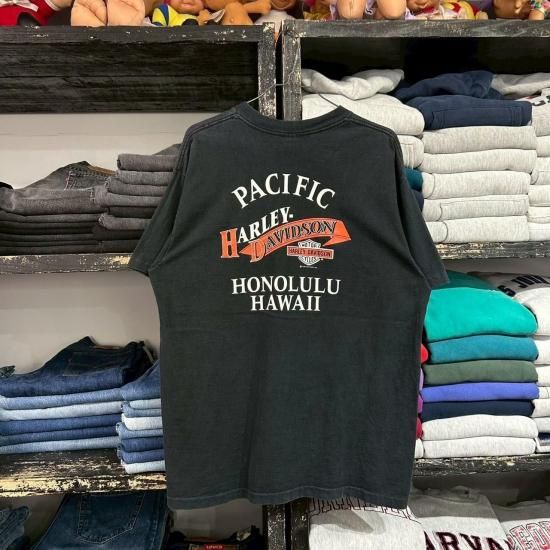 PACIFIC
HARLEY-
DAVIDSON
MOTOR
HARLEY-DAVIDSON
CYCLES
HONOLULU
HAWAII